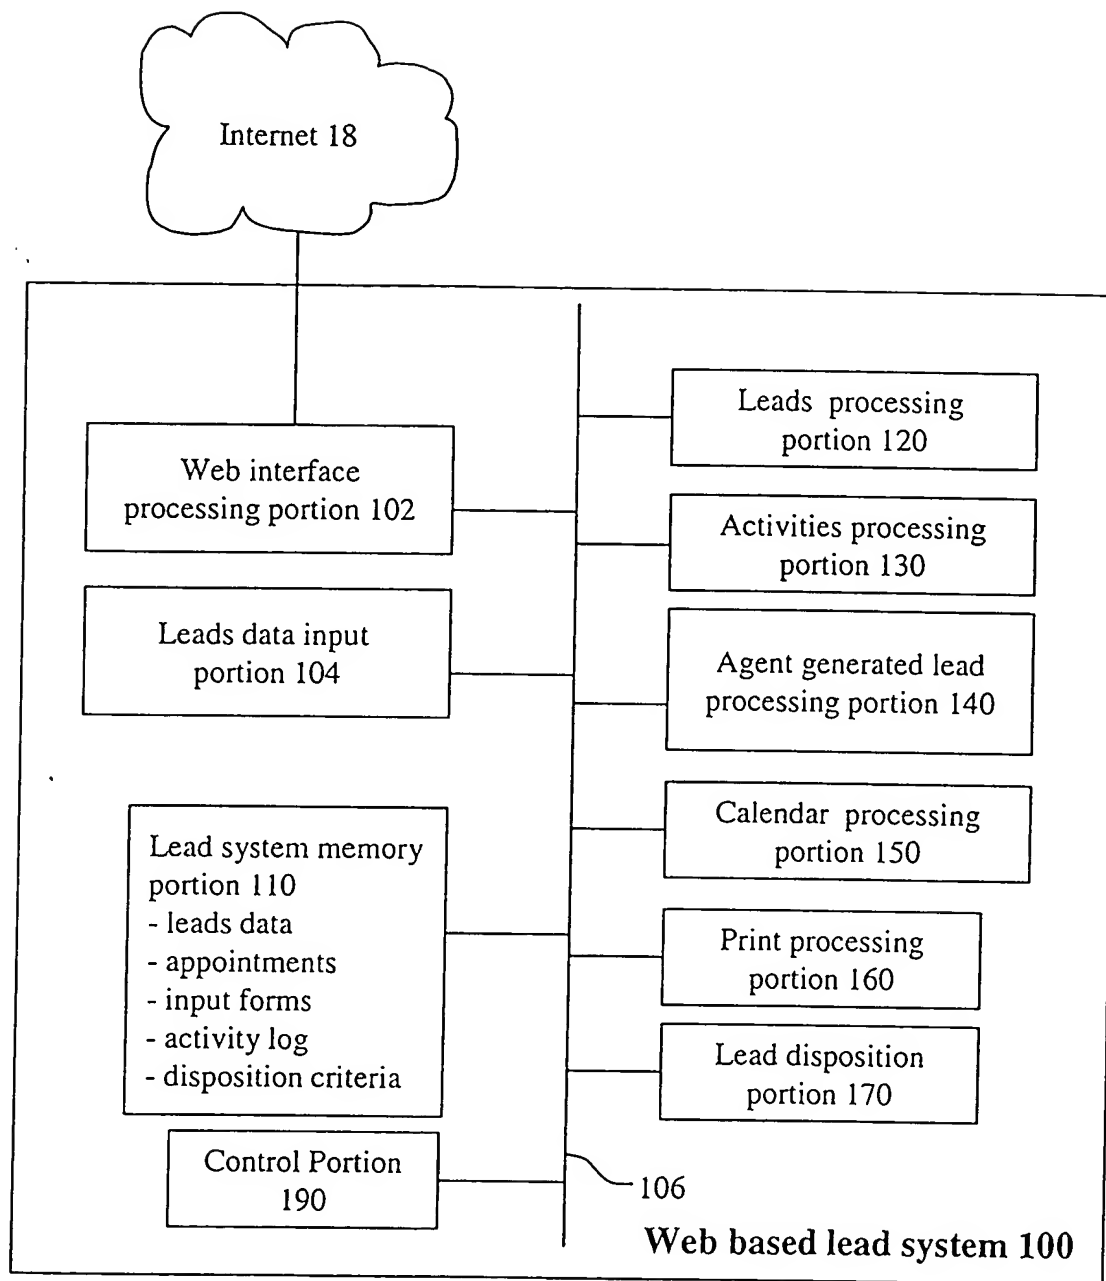 Internet 18
Web interface
processing portion 102
Leads data input
portion 104
Lead system memory
portion 110
- leads data
- appointments
- input forms
- activity log
- disposition criteria
Control Portion
190
Leads processing
portion 120
Activities processing
portion 130
Agent generated lead
processing portion 140
Calendar processing
portion 150
Print processing
portion 160
Lead disposition
portion 170
106
Web based lead system 100